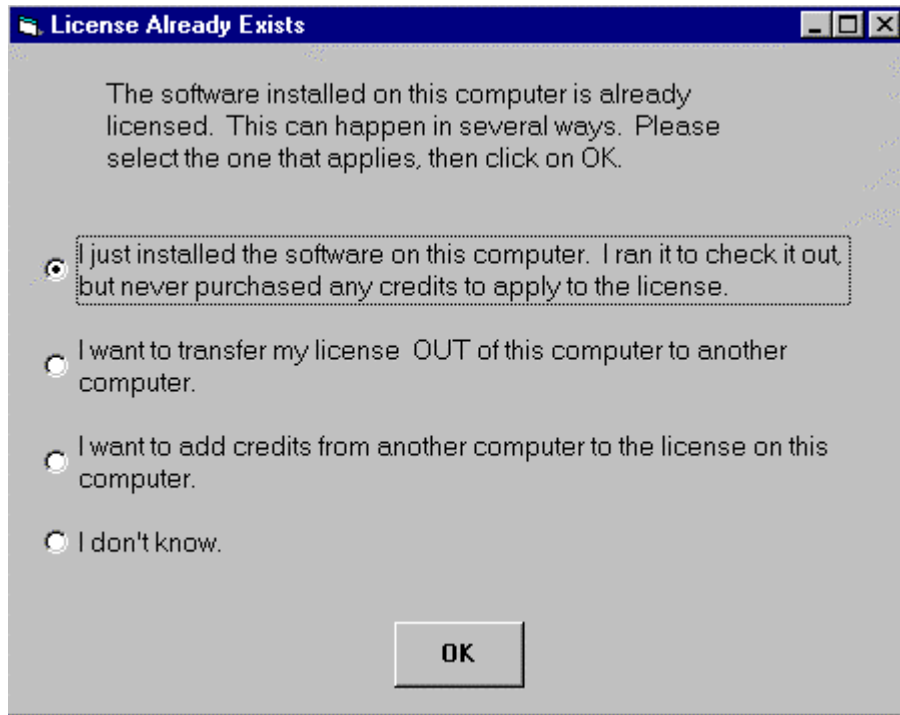 License Already Exists
The software installed on this computer is already
licensed.  This can happen in several ways.  Please
select the one that applies, then click on OK.
I just installed the software on this computer.  I ran it to check it out,
but never purchased any credits to apply to the license.
I want to transfer my license  OUT of this computer to another
computer.
I want to add credits from another computer to the license on this
computer.
I don't know.
OK